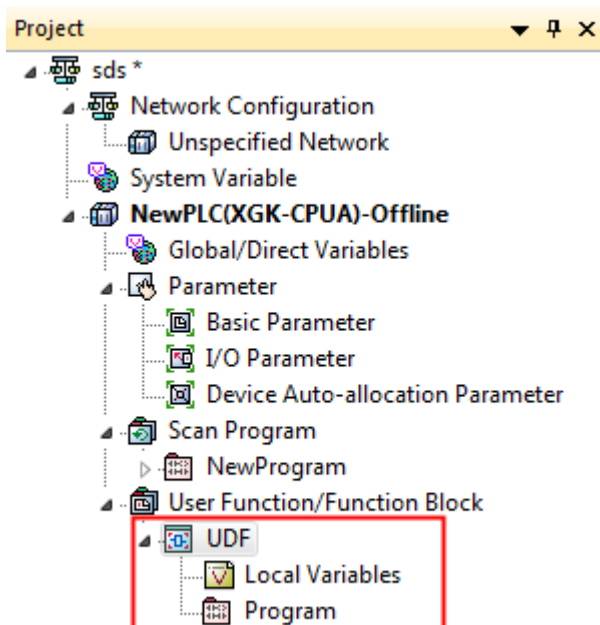 Project
sds *
Network Configuration
Unspecified Network
System Variable
NewPLC(XGK-CPUA)-Offline
Global/Direct Variables
Parameter
Basic Parameter
I/O Parameter
Device Auto-allocation Parameter
Scan Program
NewProgram
User Function/Function Block
UDF
Local Variables
Program